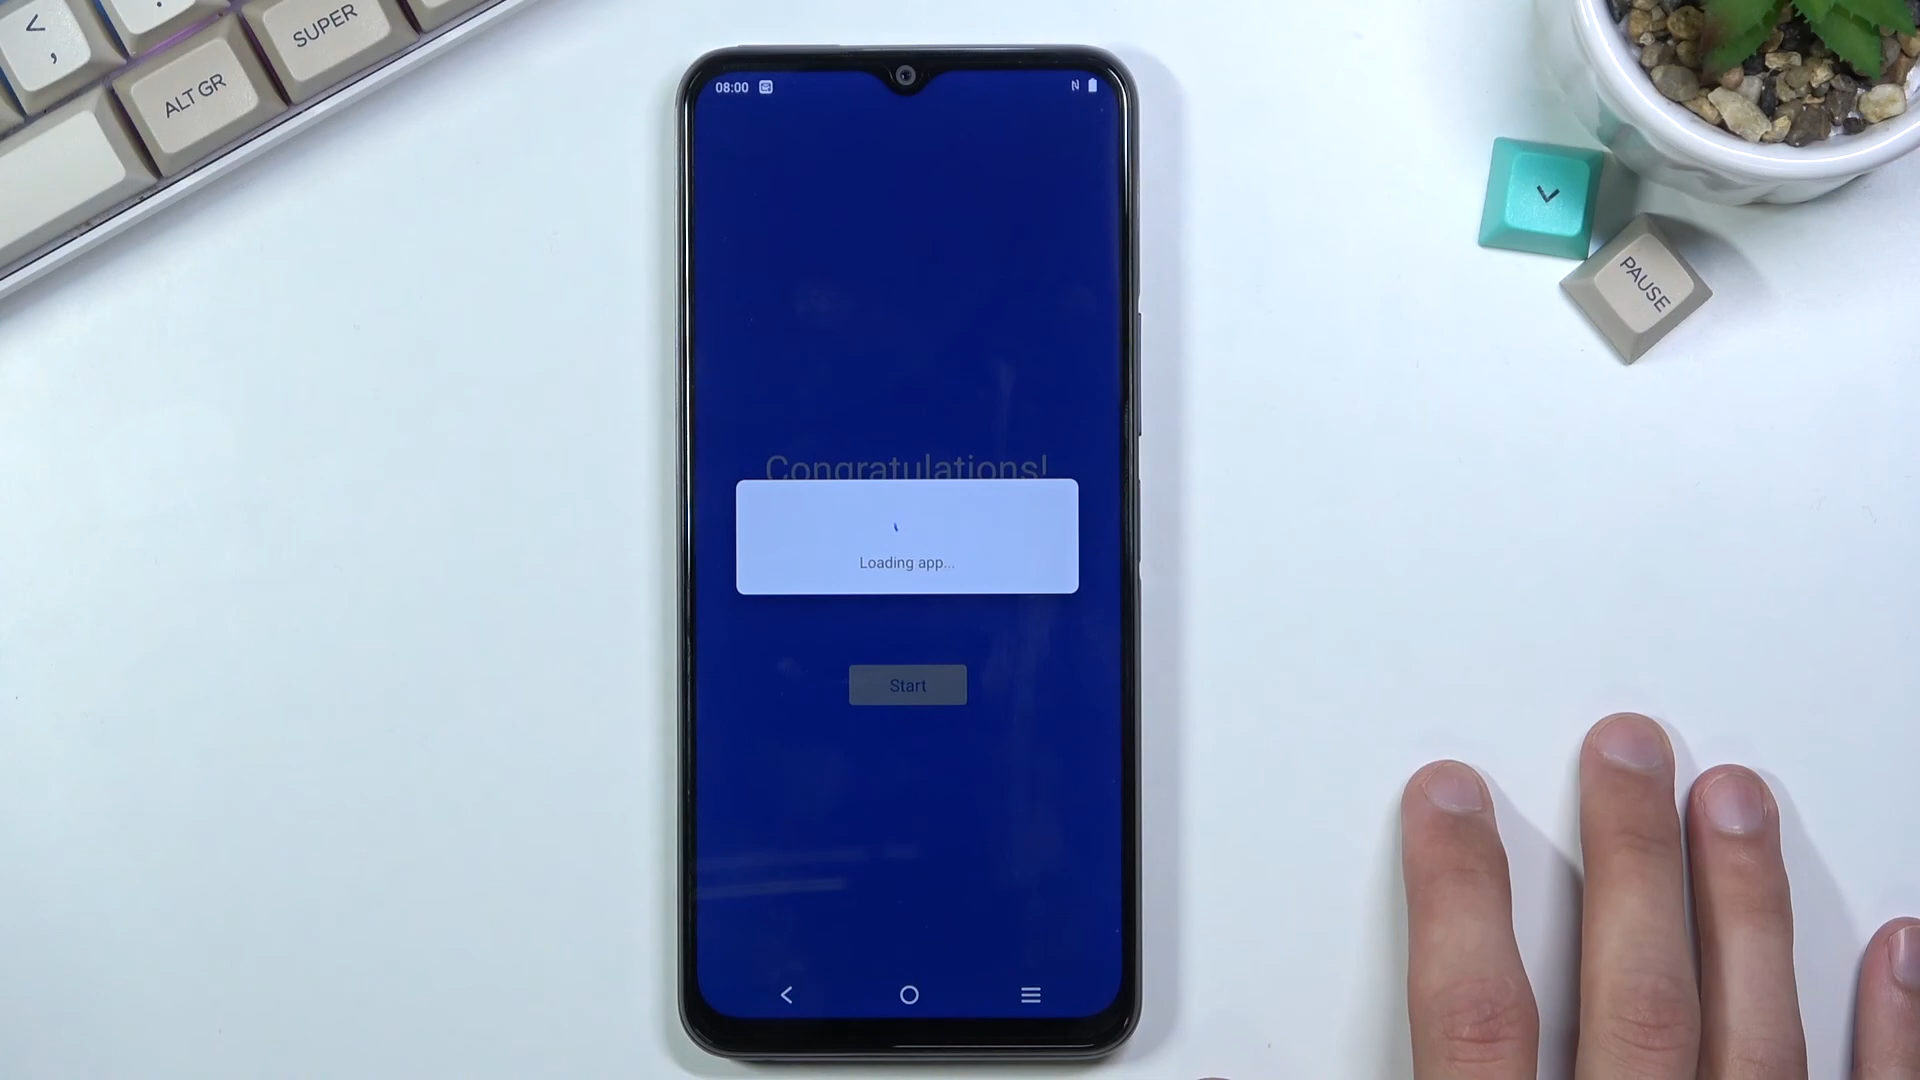 <
,
ALT GR
SUPER
08:00
N
Congratulations!
Loading app...
Start
PAUSE